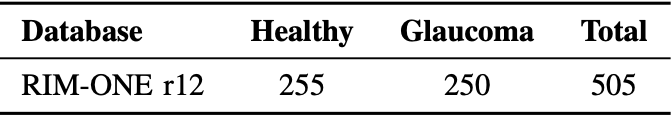 Database Healthy Glaucoma Total
RIM-ONE r12 255 250 505